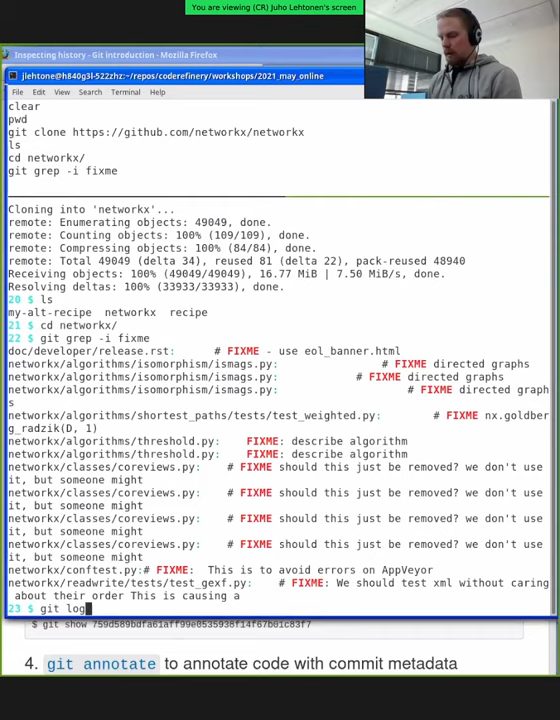 You are viewing (CR) Juho Lehtonen's screen
Inspecting history - Git introduction - Mozilla Firefox
jlehtone@h840g3l-522zhz:~/repos/coderefinery/workshops/2021_may_online
File Edit View Search Terminal Help
clear
pwd
git clone https://github.com/networkx/networkx
ls
cd networkx/
git grep -i fixme
Cloning into 'networkx'...
remote: Enumerating objects: 49049, done.
remote: Counting objects: 100% (109/109), done.
remote: Compressing objects: 100% (84/84), done.
remote: Total 49049 (delta 34), reused 81 (delta 22), pack-reused 48940
Receiving objects: 100% (49049/49049), 16.77 MiB | 7.50 MiB/s, done.
Resolving deltas: 100% (33933/33933), done.
20 $ ls
my-alt-recipe networkx recipe
21 $ cd networkx/
22 $ git grep -i fixme
doc/developer/release.rst: # FIXME - use eol_banner.html
networkx/algorithms/isomorphism/ismags.py: # FIXME directed graphs
networkx/algorithms/isomorphism/ismags.py: # FIXME directed graphs
networkx/algorithms/isomorphism/ismags.py: # FIXME directed graph
s
networkx/algorithms/shortest_paths/tests/test_weighted.py: # FIXME nx.goldber
g_radzik(D, 1)
networkx/algorithms/threshold.py: FIXME: describe algorithm
networkx/algorithms/threshold.py: FIXME: describe algorithm
networkx/classes/coreviews.py: # FIXME should this just be removed? we don't use
it, but someone might
networkx/classes/coreviews.py: # FIXME should this just be removed? we don't use
it, but someone might
networkx/classes/coreviews.py: # FIXME should this just be removed? we don't use
it, but someone might
networkx/classes/coreviews.py: # FIXME should this just be removed? we don't use
it, but someone might
networkx/conftest.py:# FIXME: This is to avoid errors on AppVeyor
networkx/readwrite/tests/test_gexf.py: # FIXME: We should test xml without caring
about their order This is causing a
23 $ git log
$ git show
4. git annotate to annotate code with commit metadata